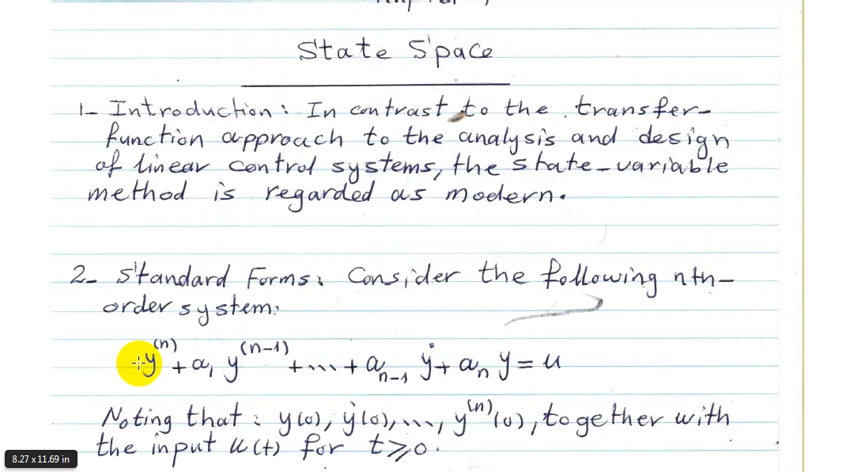 State Space
1- Introduction: In contrast to the transfer-
function approach to the analysis and design
of linear control systems, the state-variable
method is regarded as modern.
2- Standard Forms: Consider the following nth-
order system:
y^(n) + a₁ y^(n-1) + ... + a_{n-1} ẏ + a_n y = u
Noting that: y(0), ẏ(0), ..., y^(n)(0), together with
the input u(t) for t ≥ 0.
8.27 x 11.69 in